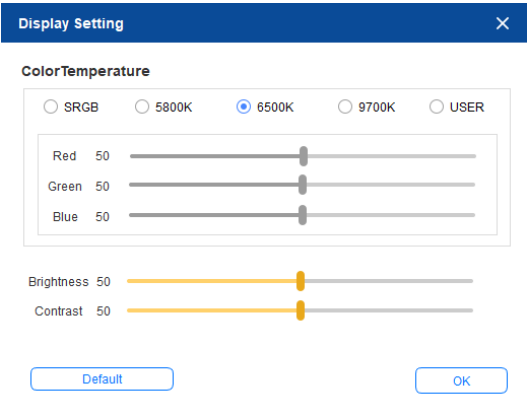 Display Setting
ColorTemperature
SRGB 5800K 6500K 9700K USER
Red 50
Green 50
Blue 50
Brightness 50
Contrast 50
Default OK